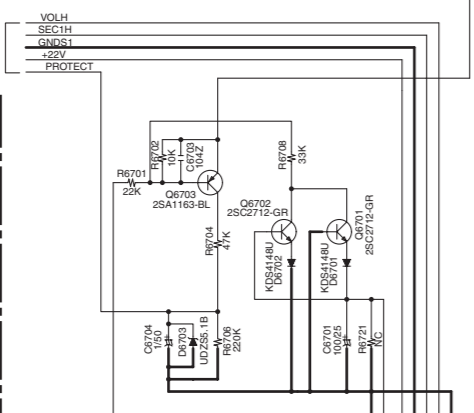 VOLH
SEC1H
GNDS1
+22V
PROTECT
R6702
10K
C6703
104Z
R6708
33K
R6701
22K
Q6703
2SA1163-BL
Q6702
2SC2712-GR
Q6701
2SC2712-GR
R6704
47K
KDS4148U
D6702
KDS4148U
D6701
C6704
1/50
D6703
UDZS5.1B
R6706
220K
C6701
100/25
R6721
NC